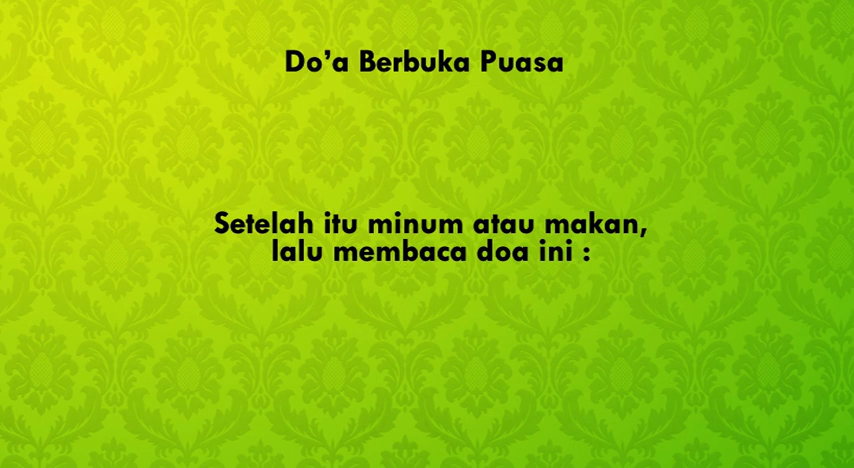 Do’a Berbuka Puasa
Setelah itu minum atau makan,
lalu membaca doa ini :